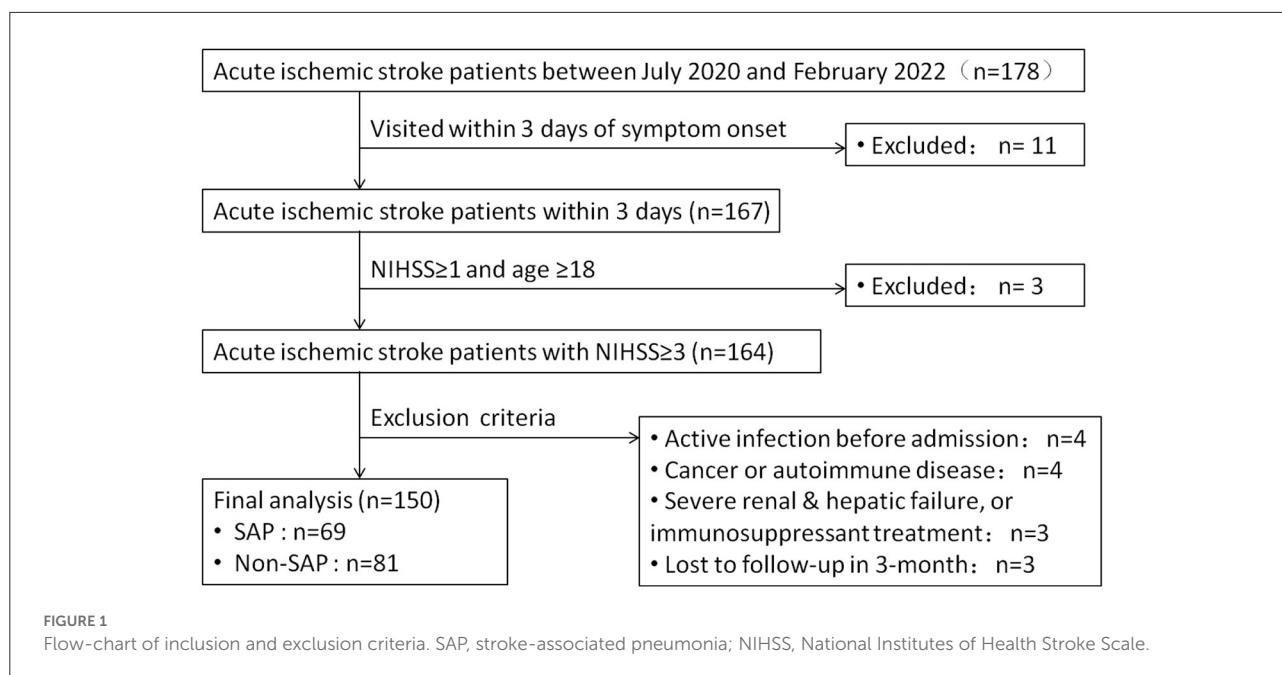 Acute ischemic stroke patients between July 2020 and February 2022（n=178）
Visited within 3 days of symptom onset
• Excluded： n= 11
Acute ischemic stroke patients within 3 days (n=167)
NIHSS≥1 and age ≥18
• Excluded： n= 3
Acute ischemic stroke patients with NIHSS≥3 (n=164)
Exclusion criteria
• Active infection before admission：n=4
• Cancer or autoimmune disease：n=4
• Severe renal & hepatic failure, or
immunosuppressant treatment：n=3
• Lost to follow-up in 3-month：n=3
Final analysis (n=150)
• SAP : n=69
• Non-SAP : n=81
FIGURE 1
Flow-chart of inclusion and exclusion criteria. SAP, stroke-associated pneumonia; NIHSS, National Institutes of Health Stroke Scale.